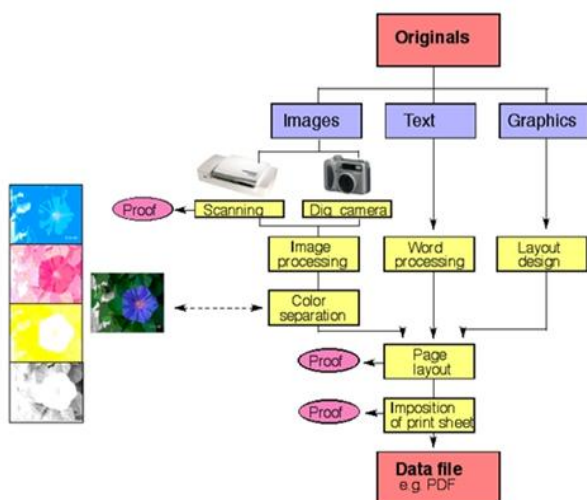 Originals
Images
Text
Graphics
Proof
Scanning
Dig. camera
Image
processing
Word
processing
Layout
design
Color
separation
Proof
Page
layout
Proof
Imposition
of print sheet
Data file
e.g. PDF